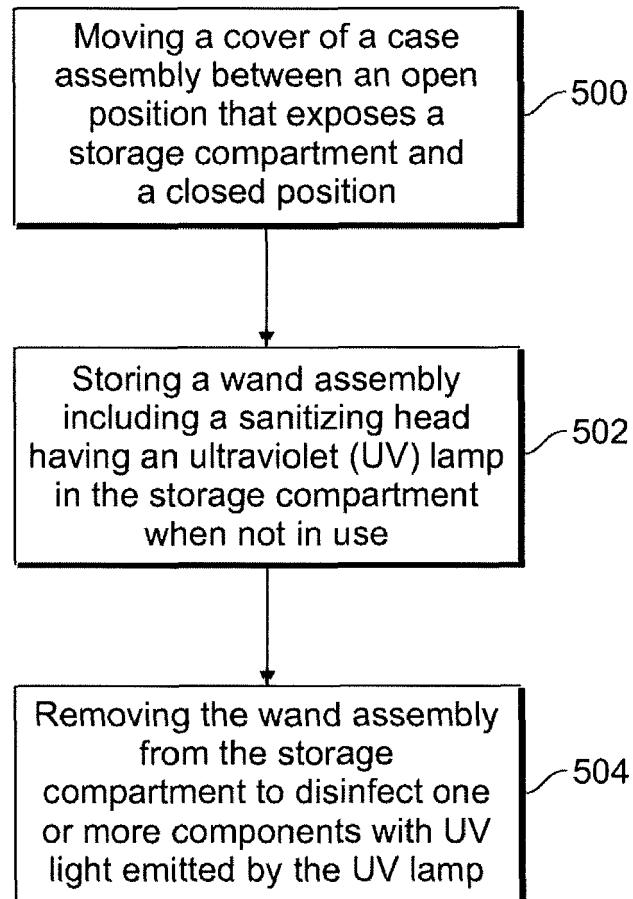 Moving a cover of a case
assembly between an open
position that exposes a
storage compartment and
a closed position
500
Storing a wand assembly
including a sanitizing head
having an ultraviolet (UV) lamp
in the storage compartment
when not in use
502
Removing the wand assembly
from the storage
compartment to disinfect one
or more components with UV
light emitted by the UV lamp
504